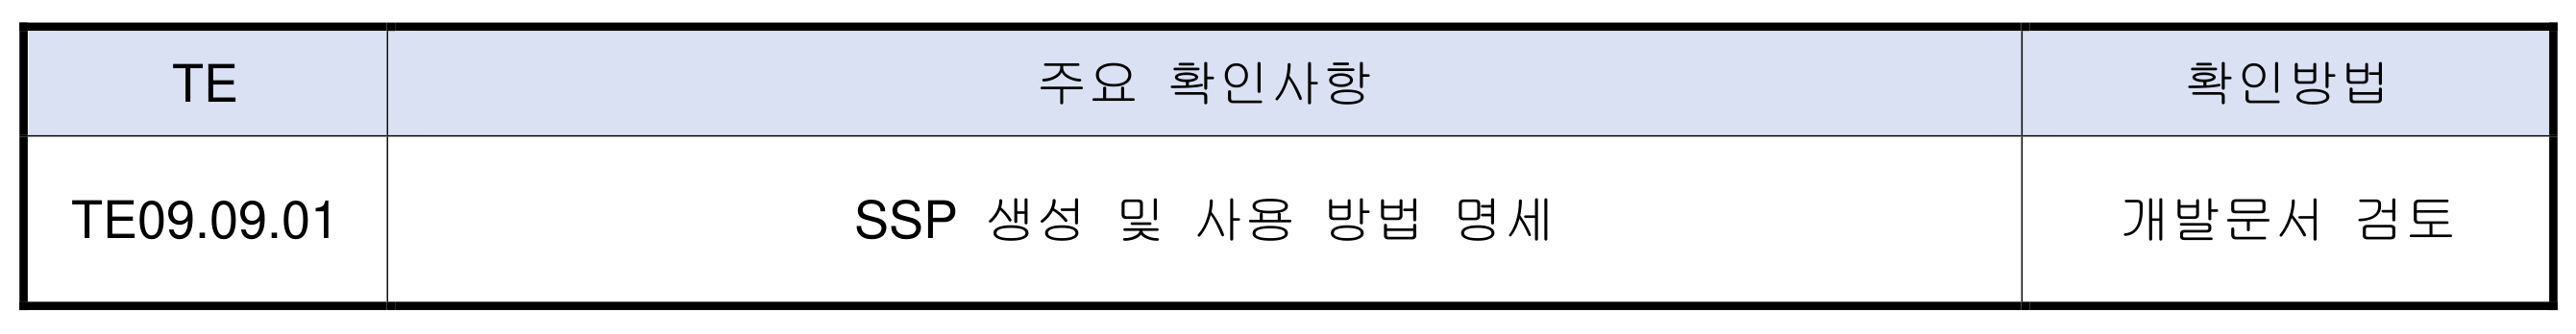 TE 주요 확인사항 확인방법
TE09.09.01 SSP 생성 및 사용 방법 명세 개발문서 검토